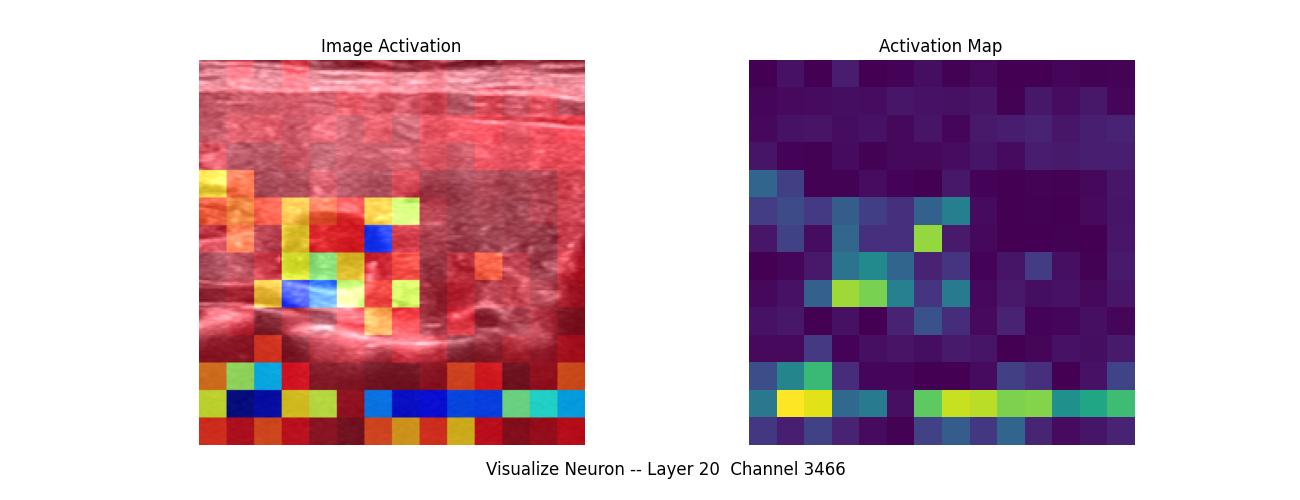 Image Activation
Activation Map
Visualize Neuron -- Layer 20  Channel 3466